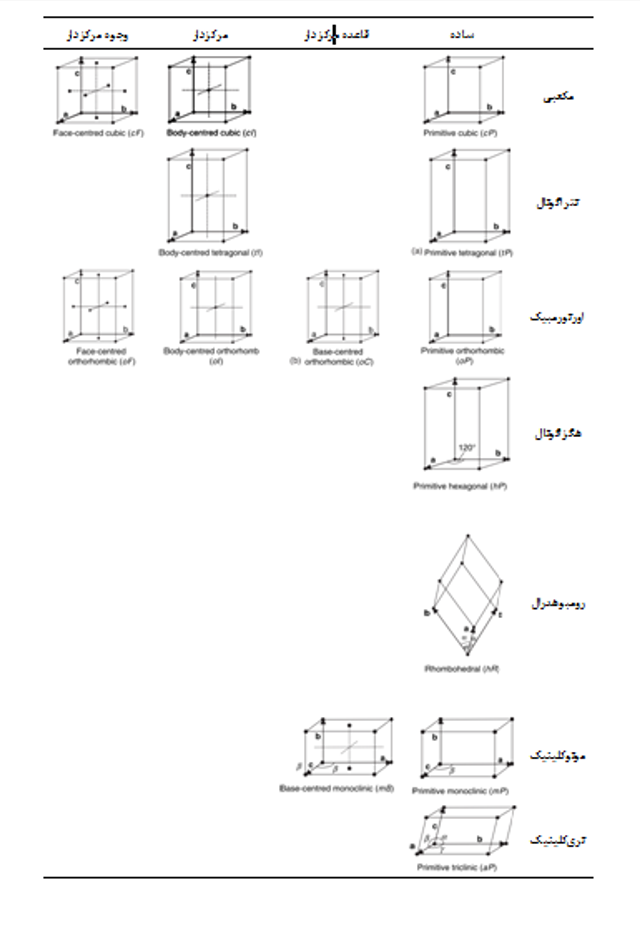 ساده قاعده مرکزدار مرکزدار وجوه مرکزدار
مکعبی
c a b
Primitive cubic (cP)
c a b
Body-centred cubic (cI)
c a b
Face-centred cubic (cF)
تتراگونال
c a b
(a) Primitive tetragonal (tP)
c a b
Body-centred tetragonal (tI)
اورتورمبیک
c a b
Primitive orthorhombic
(oP)
c a b
Base-centred
(b) orthorhombic (oC)
c a b
Body-centred orthorhomb
(oI)
c a b
Face-centred
orthorhombic (oF)
هگزاگونال
c 120° a b
Primitive hexagonal (hP)
رومبوهدرال
b a
Rhombohedral (hR)
مونوکلینیک
b a c β
Primitive monoclinic (mP)
b a c β β
Base-centred monoclinic (mB)
تری‌کلینیک
c β α b a γ
Primitive triclinic (aP)